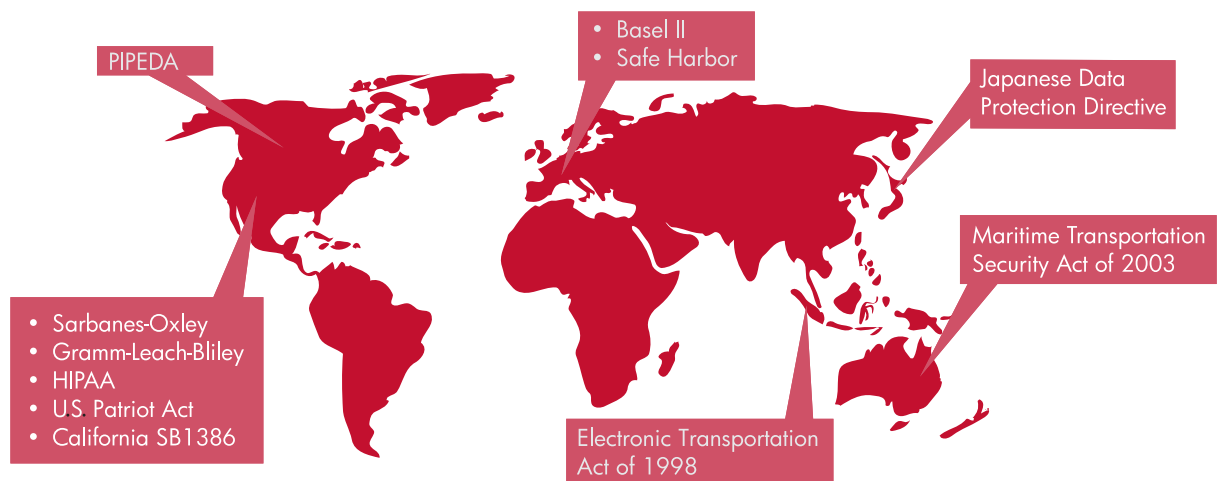 PIPEDA
• Basel II
• Safe Harbor
Japanese Data
Protection Directive
Maritime Transportation
Security Act of 2003
• Sarbanes-Oxley
• Gramm-Leach-Bliley
• HIPAA
• U.S. Patriot Act
• California SB1386
Electronic Transportation
Act of 1998